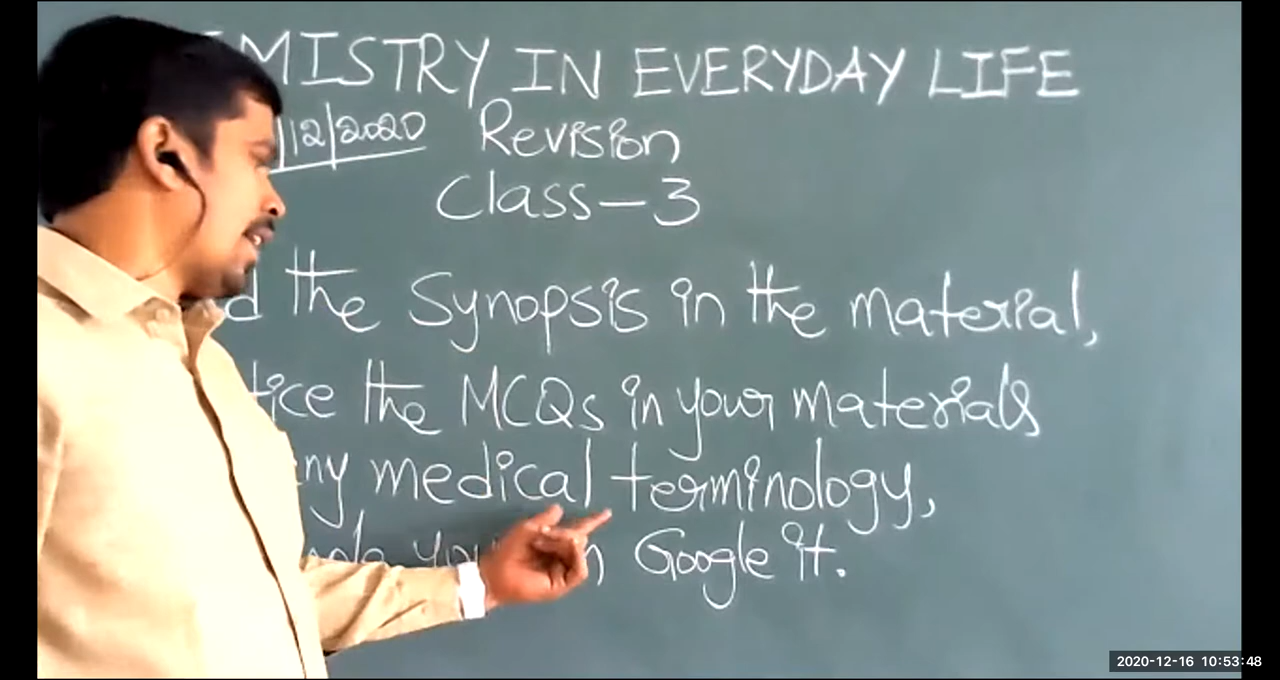 MISTRY IN EVERYDAY LIFE
/12/2020 Revision
Class-3
d the Synopsis in the material,
tice the MCQs in your materials
ny medical terminology,
Google it.
2020-12-16 10:53:48